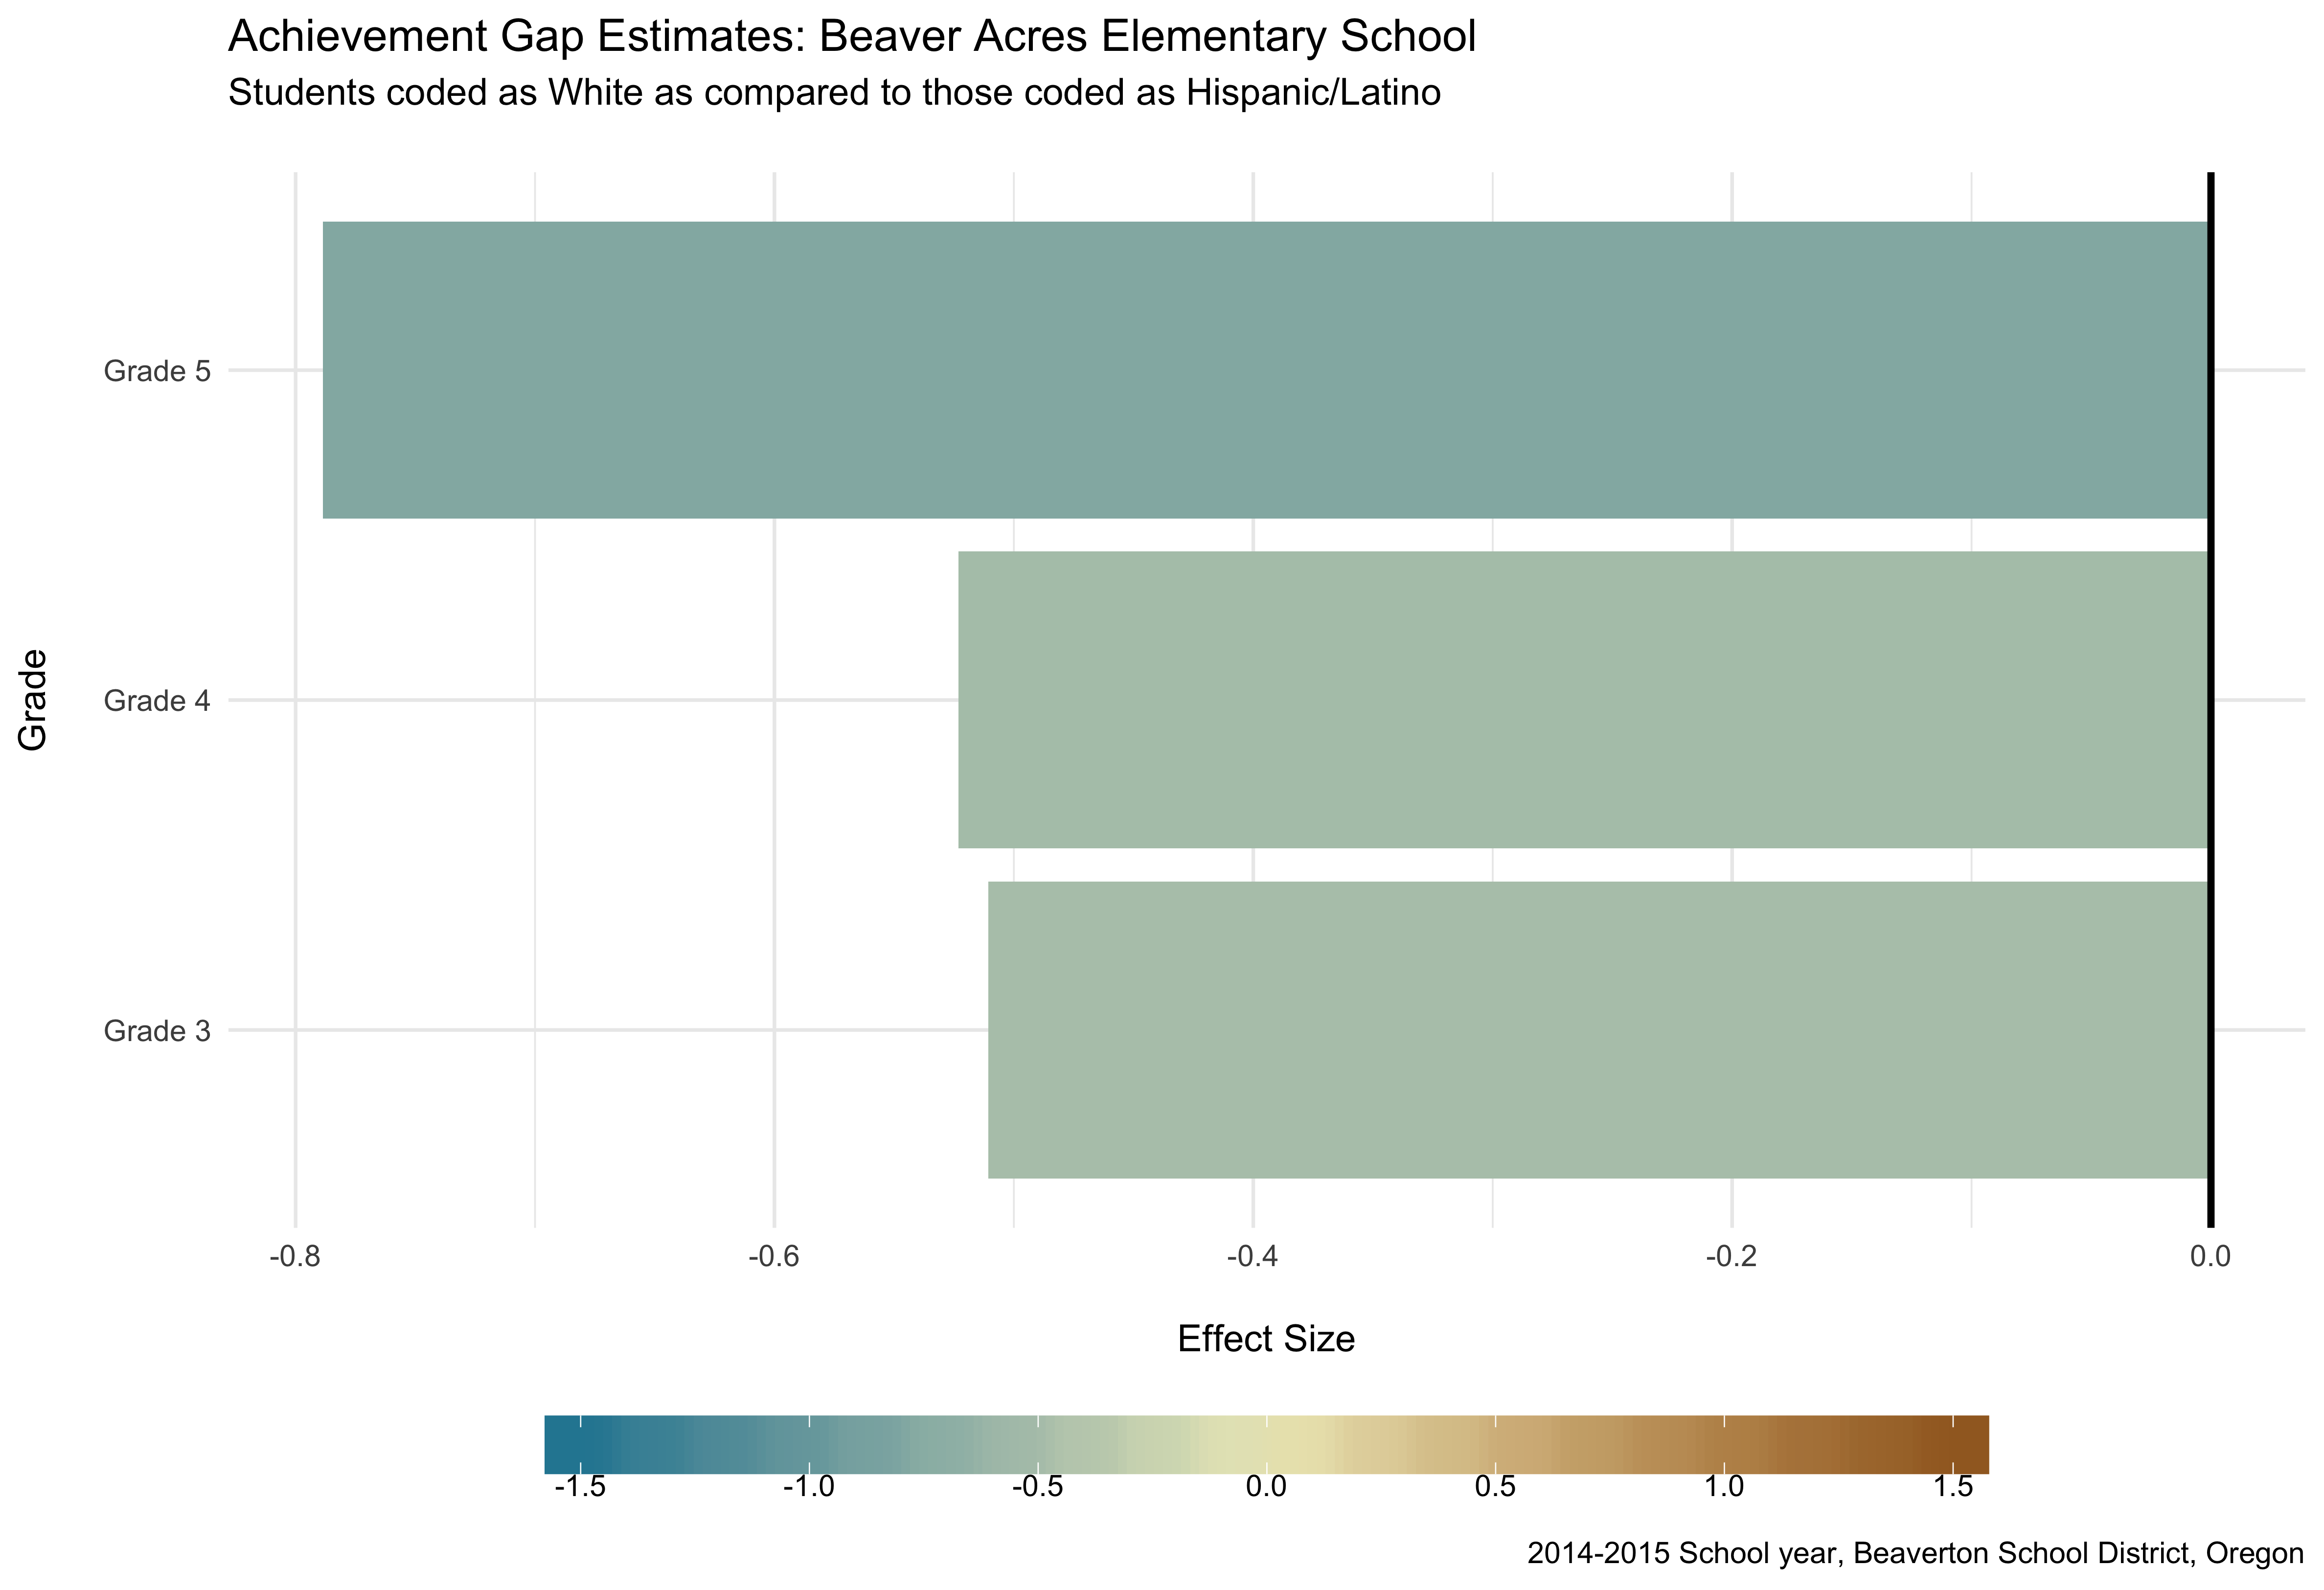 Achievement Gap Estimates: Beaver Acres Elementary School
Students coded as White as compared to those coded as Hispanic/Latino
Grade
Grade 5
Grade 4
Grade 3
-0.8 -0.6 -0.4 -0.2 0.0
Effect Size
-1.5 -1.0 -0.5 0.0 0.5 1.0 1.5
2014-2015 School year, Beaverton School District, Oregon